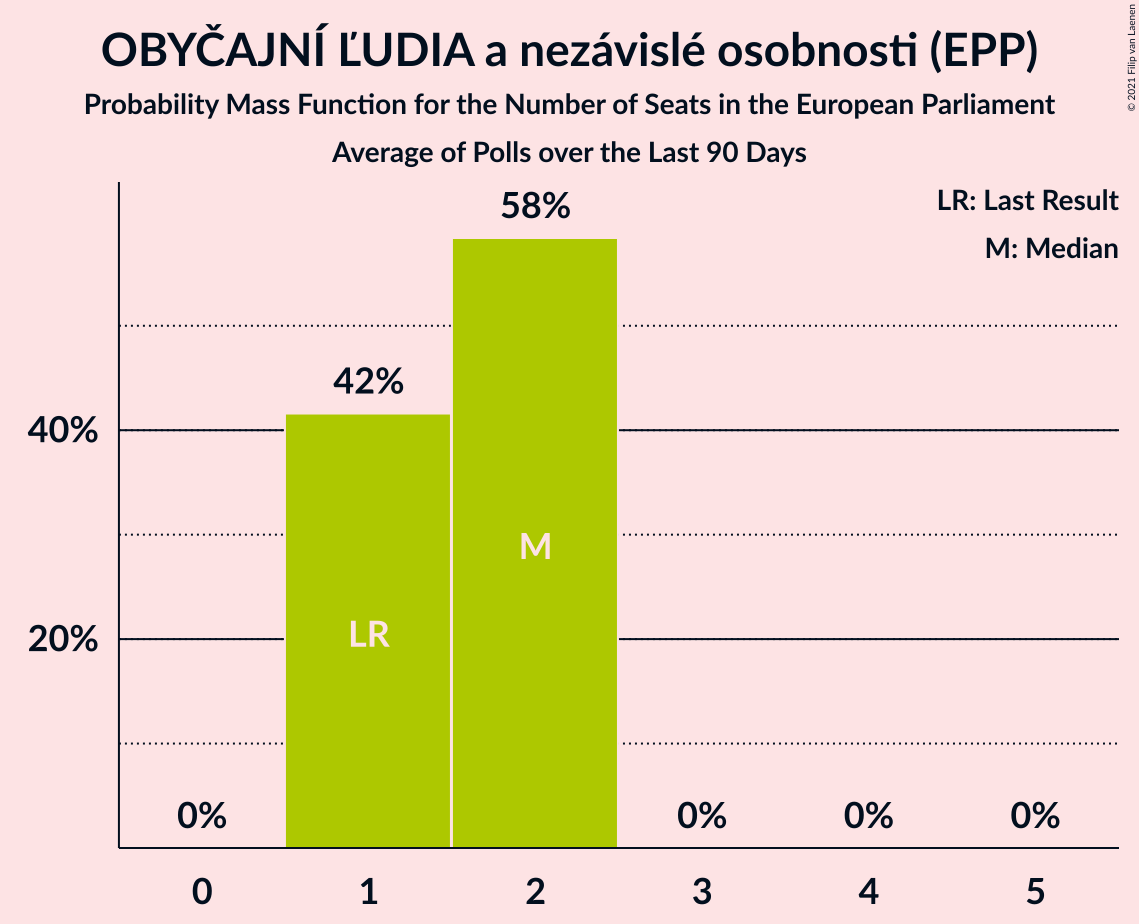 OBYČAJNÍ ĽUDIA a nezávislé osobnosti (EPP)
Probability Mass Function for the Number of Seats in the European Parliament
Average of Polls over the Last 90 Days
© 2021 Filip van Laenen
LR: Last Result
M: Median
58%
42%
40%
M
LR
20%
0%
0%
0%
0%
0
1
2
3
4
5